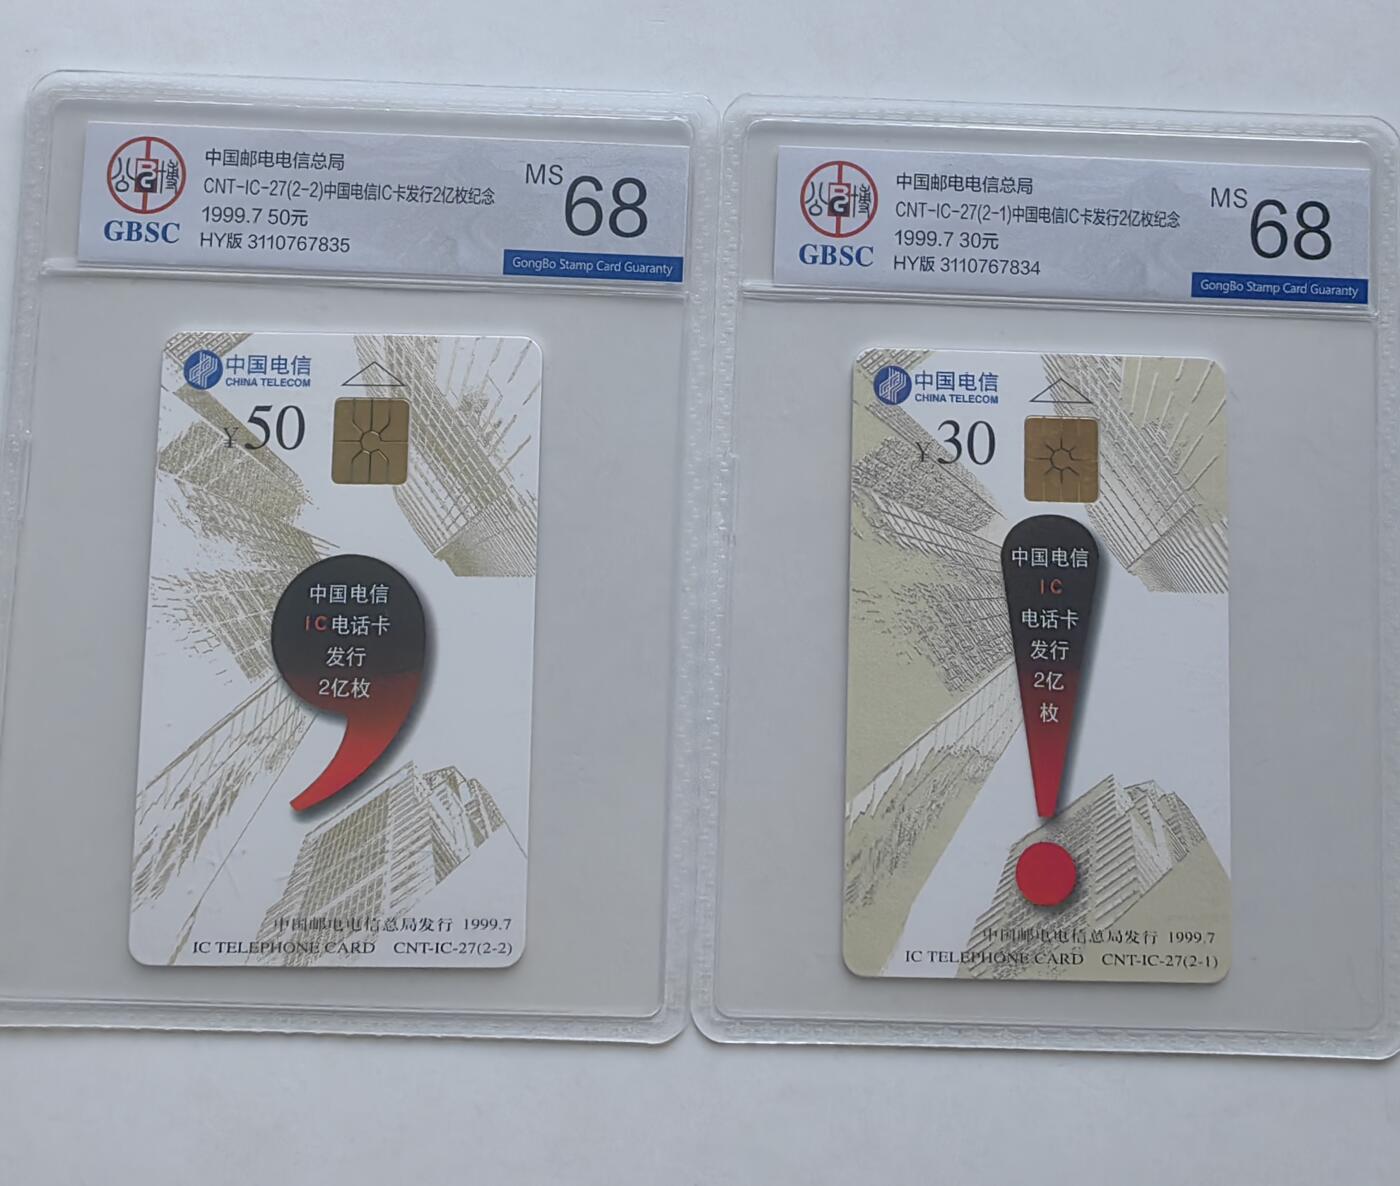 中国邮电电信总局
CNT-IC-27(2-2)中国电信IC卡发行2亿枚纪念
1999.7 50元
HY版 3110767835
GBSC
MS 68
GongBo Stamp Card Guaranty
中国电信
CHINA TELECOM
¥50
中国电信
IC电话卡
发行
2亿枚
中国邮电电信总局发行 1999.7
IC TELEPHONE CARD CNT-IC-27(2-2)
中国邮电电信总局
CNT-IC-27(2-1)中国电信IC卡发行2亿枚纪念
1999.7 30元
HY版 3110767834
GBSC
MS 68
GongBo Stamp Card Guaranty
中国电信
CHINA TELECOM
¥30
中国电信
IC
电话卡
发行
2亿
枚
中国邮电电信总局发行 1999.7
IC TELEPHONE CARD CNT-IC-27(2-1)